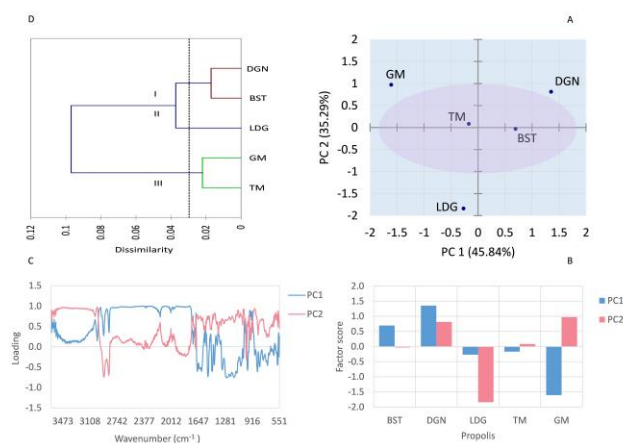 D
DGN
BST
LDG
GM
TM
I
II
III
0.12
0.1
0.08
0.06
0.04
0.02
0
Dissimilarity
A
2
1.5
1
0.5
0
-0.5
-1
-1.5
-2
GM
DGN
TM
BST
LDG
-2 -1.5 -1 -0.5 0 0.5 1 1.5 2
PC 1 (45.84%)
PC 2 (35.29%)
C
1.5
1.0
0.5
0.0
-0.5
-1.0
-1.5
Loading
PC1
PC2
3473 3108 2742 2377 2012 1647 1281 916 551
Wavenumber (cm⁻¹)
B
2.0
1.5
1.0
0.5
0.0
-0.5
-1.0
-1.5
-2.0
Factor score
PC1
PC2
BST DGN LDG TM GM
Propolis